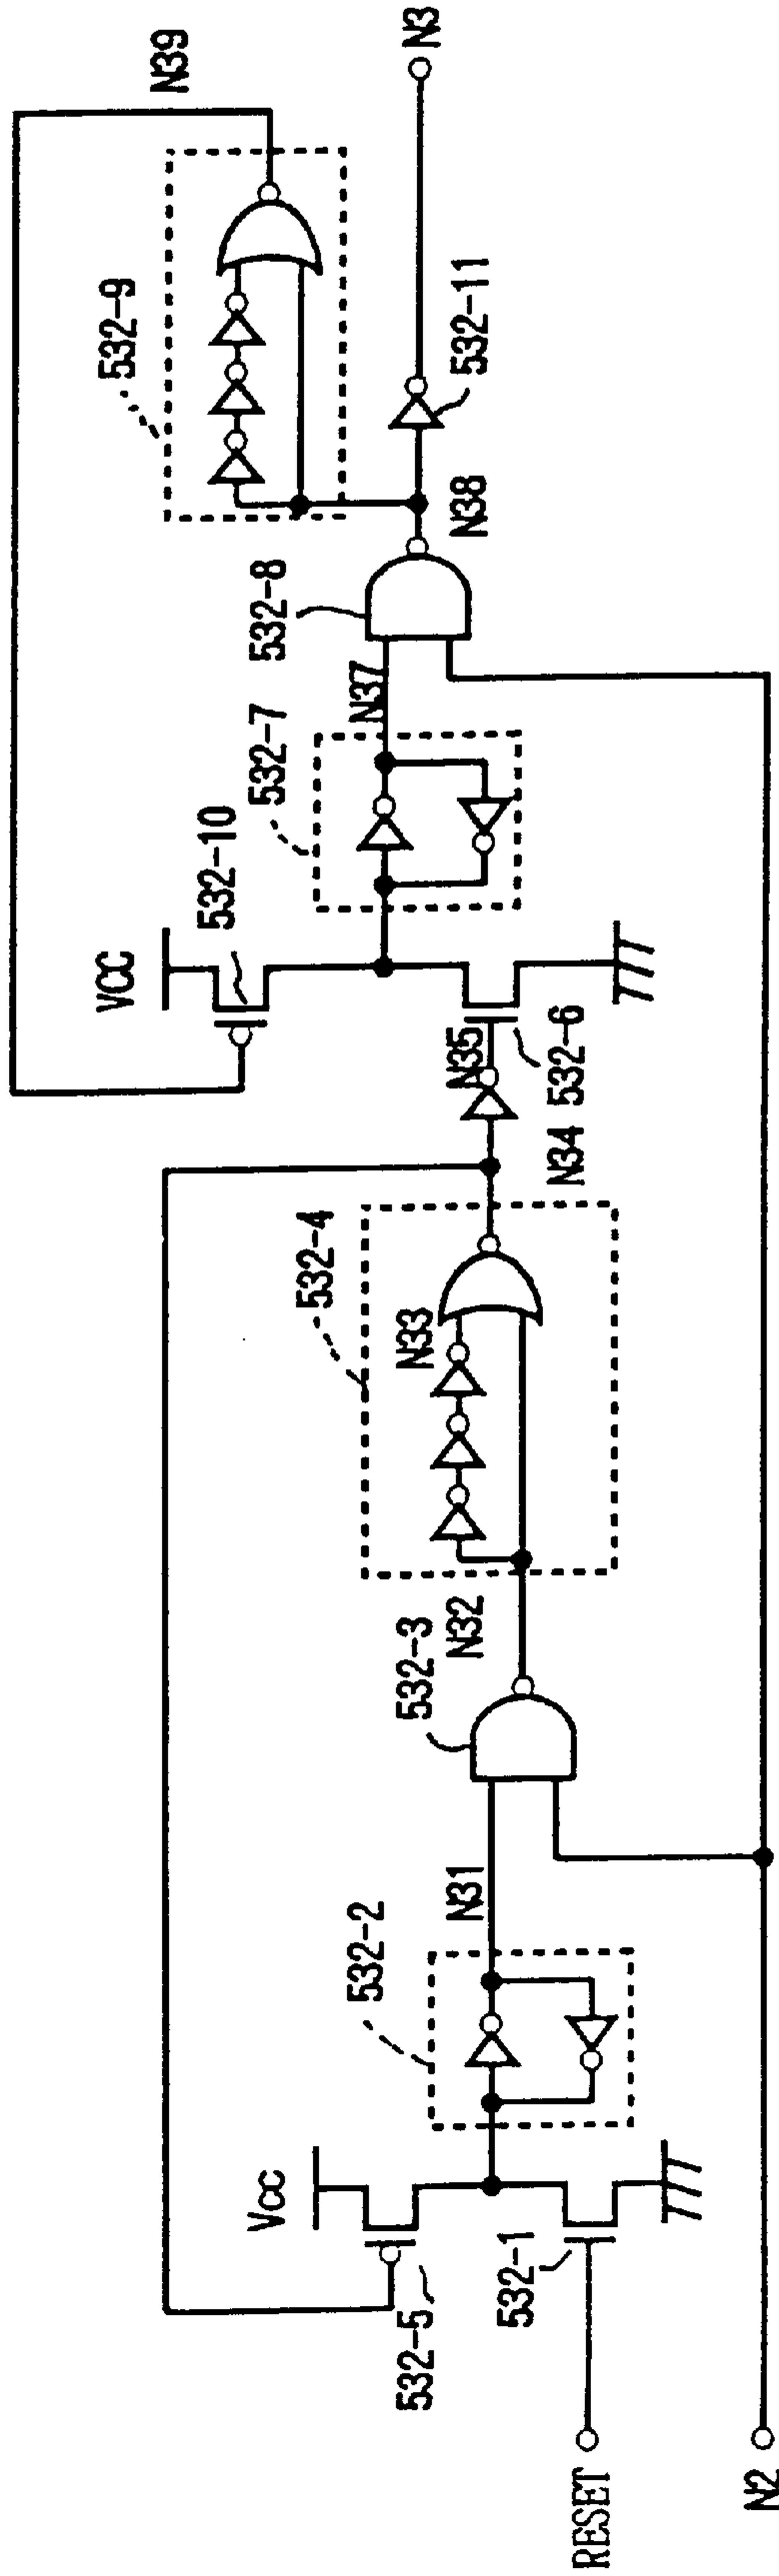 RESET
N2
Vcc
532-5
532-1
532-2
N31
532-3
N32
532-4
N33
N34
N35
532-6
VCC
532-10
532-7
N37
532-8
N38
532-9
532-11
N39
N3